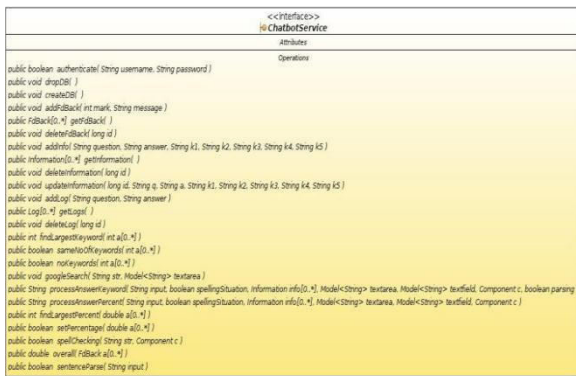 <<interface>>
ChatbotService
Attributes
Operations
public boolean authenticate( String username, String password )
public void dropDB( )
public void createDB( )
public void addFdBack( int mark, String message )
public FdBack[0..*] getFdBack( )
public void deleteFdBack( long id )
public void addInfo( String question, String answer, String k1, String k2, String k3, String k4, String k5 )
public Information[0..*] getInformation( )
public void deleteInformation( long id )
public void updateInformation( long id, String q, String a, String k1, String k2, String k3, String k4, String k5 )
public void addLog( String question, String answer )
public Log[0..*] getLogs( )
public void deleteLog( long id )
public int findLargestKeyword( int a[0..*] )
public boolean sameNoOfKeywords( int a[0..*] )
public boolean noKeywords( int a[0..*] )
public void googleSearch( String str, Model<String> textarea )
public String processAnswerKeyword( String input, boolean spellingSituation, Information info[0..*], Model<String> textarea, Model<String> textfield, Component c, boolean parsing
public String processAnswerPercent( String input, boolean spellingSituation, Information info[0..*], Model<String> textarea, Model<String> textfield, Component c )
public int findLargestPercent( double a[0..*] )
public boolean setPercentage( double a[0..*] )
public boolean spellChecking( String str, Component c )
public double overall( FdBack a[0..*] )
public boolean sentenceParse( String input )